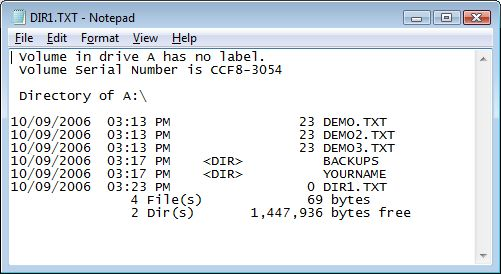 DIR1.TXT - Notepad
File Edit Format View Help
Volume in drive A has no label.
Volume Serial Number is CCF8-3054
Directory of A:\
10/09/2006 03:13 PM 23 DEMO.TXT
10/09/2006 03:13 PM 23 DEMO2.TXT
10/09/2006 03:13 PM 23 DEMO3.TXT
10/09/2006 03:17 PM <DIR> BACKUPS
10/09/2006 03:17 PM <DIR> YOURNAME
10/09/2006 03:23 PM 0 DIR1.TXT
4 File(s) 69 bytes
2 Dir(s) 1,447,936 bytes free